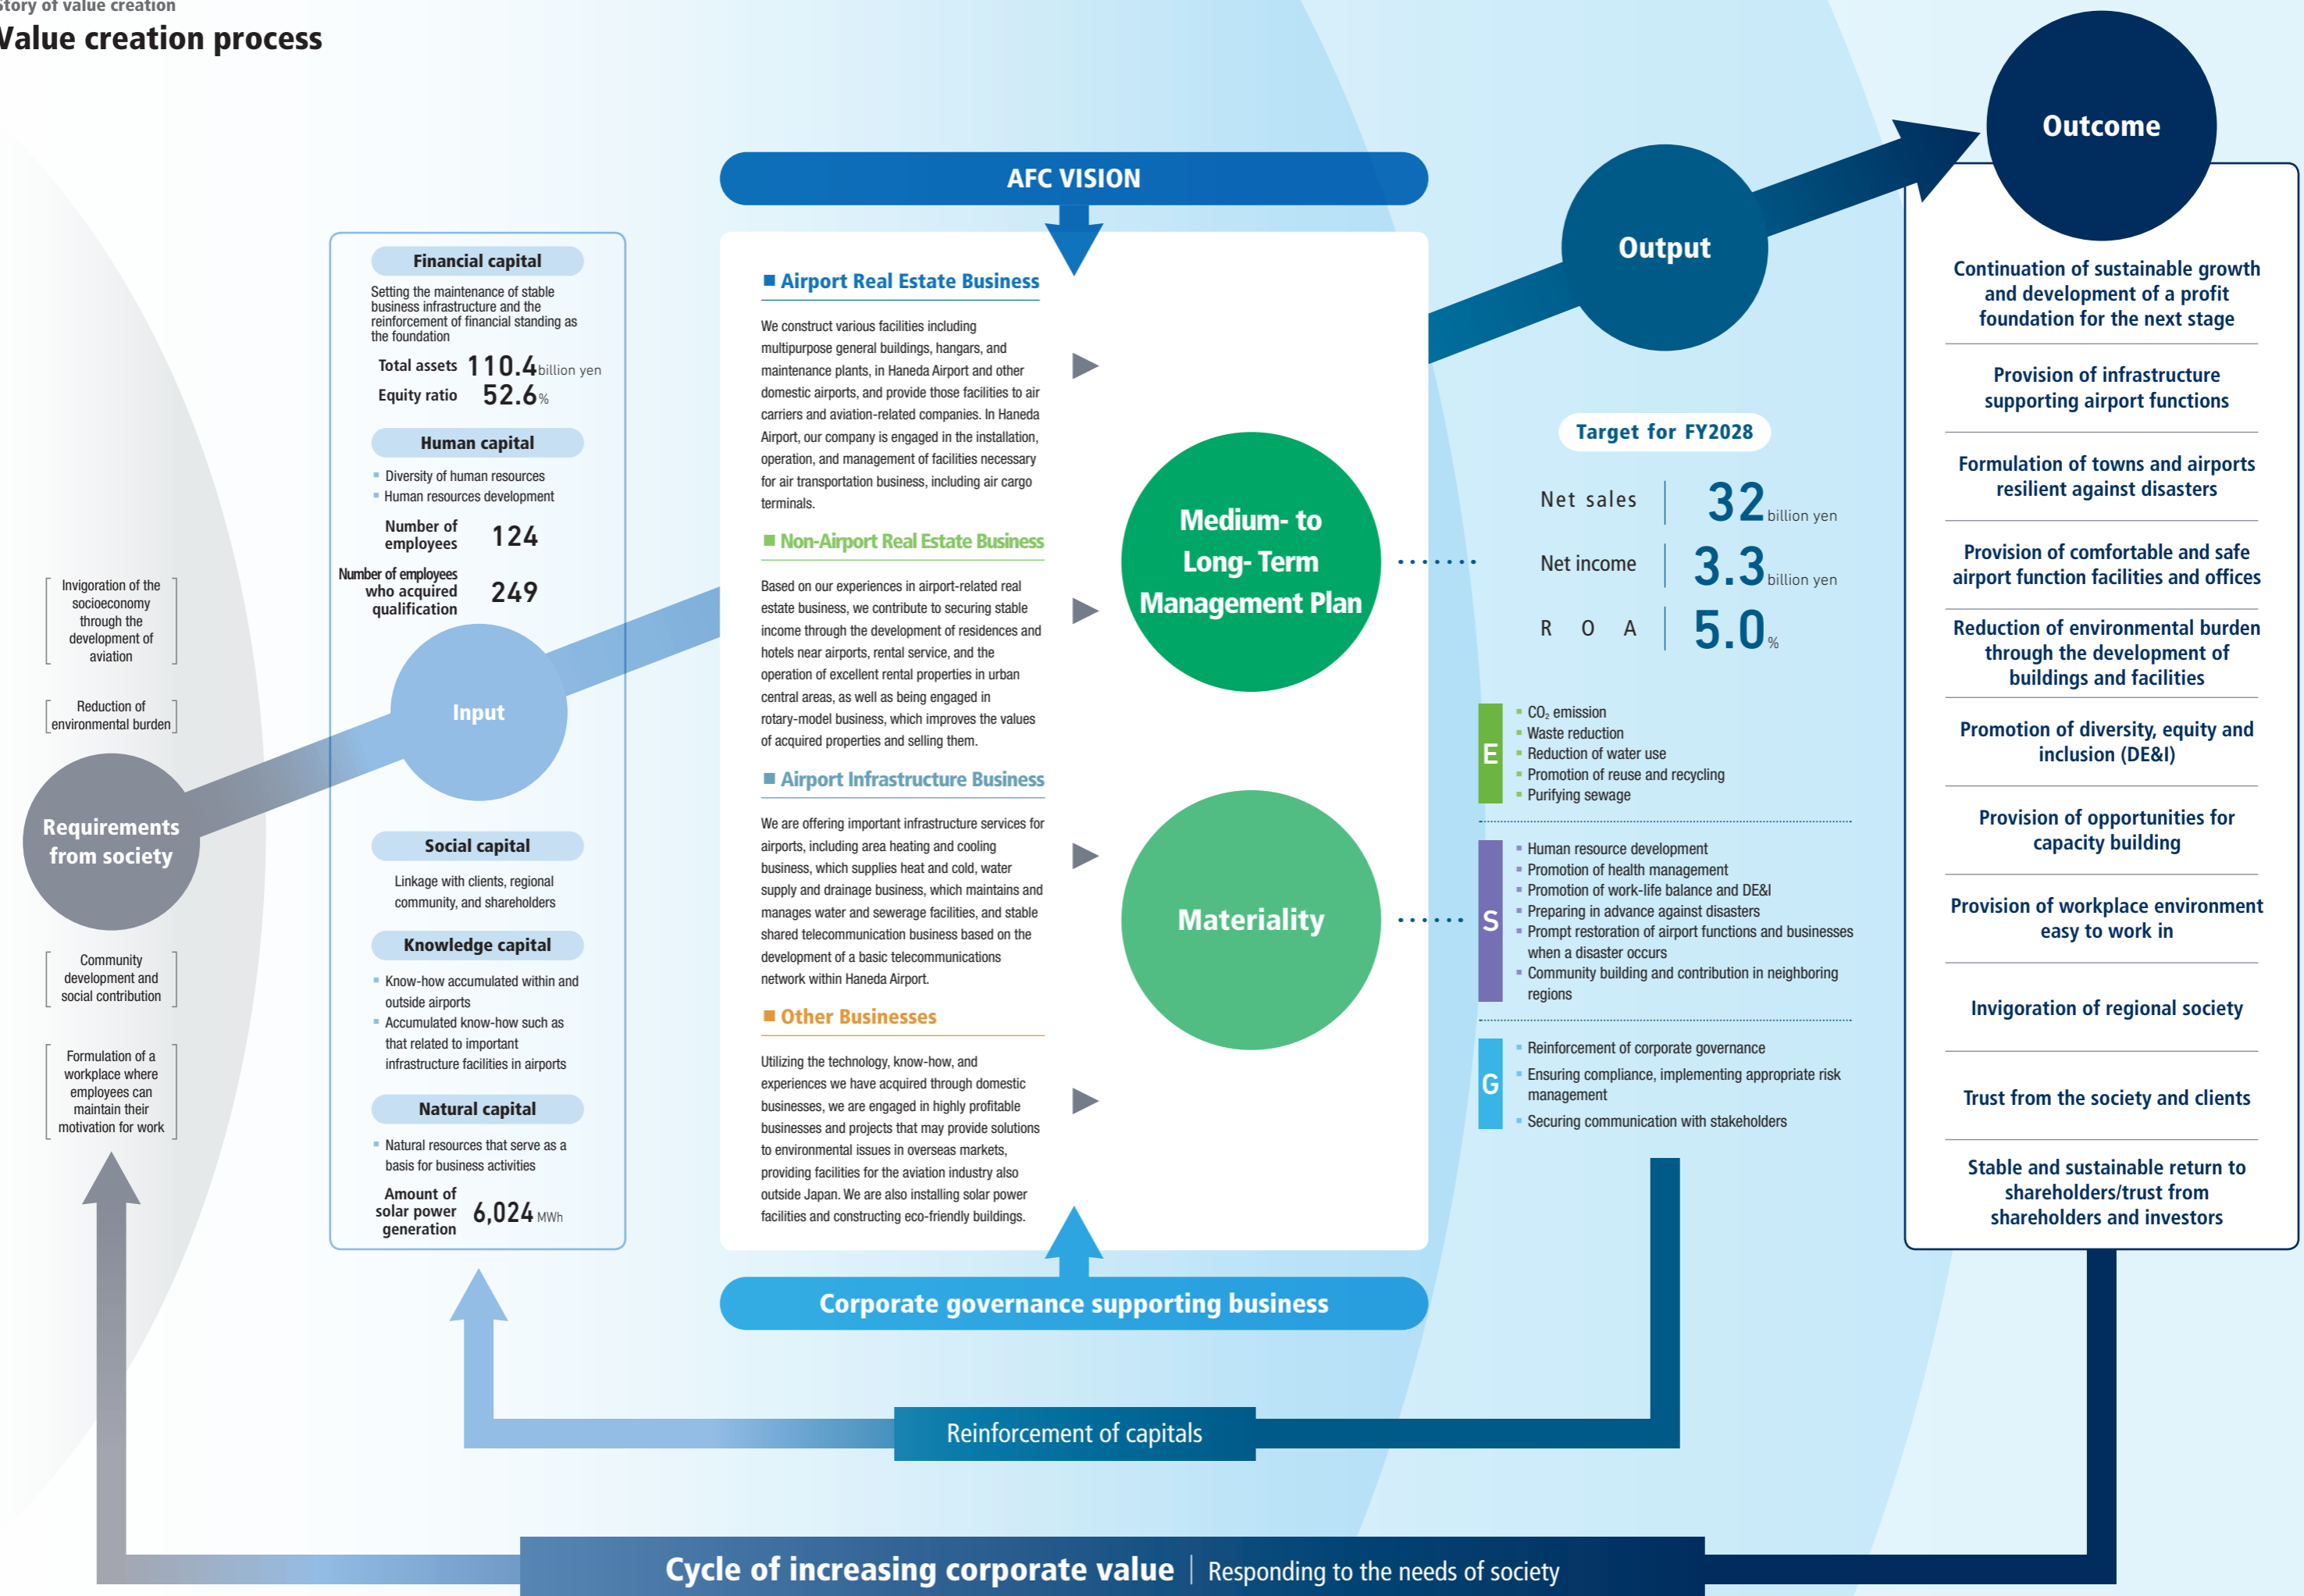 Story of value creation
Value creation process
Requirements
from society
Invigoration of the
socioeconomy
through the
development of
aviation
Reduction of
environmental burden
Community
development and
social contribution
Formulation of a
workplace where
employees can
maintain their
motivation for work
Input
Financial capital
Setting the maintenance of stable
business infrastructure and the
reinforcement of financial standing as
the foundation
Total assets 110.4 billion yen
Equity ratio 52.6 %
Human capital
Diversity of human resources
Human resources development
Number of
employees 124
Number of employees
who acquired
qualification 249
Social capital
Linkage with clients, regional
community, and shareholders
Knowledge capital
Know-how accumulated within and
outside airports
Accumulated know-how such as
that related to important
infrastructure facilities in airports
Natural capital
Natural resources that serve as a
basis for business activities
Amount of
solar power
generation 6,024 MWh
AFC VISION
Airport Real Estate Business
We construct various facilities including
multipurpose general buildings, hangars, and
maintenance plants, in Haneda Airport and other
domestic airports, and provide those facilities to air
carriers and aviation-related companies. In Haneda
Airport, our company is engaged in the installation,
operation, and management of facilities necessary
for air transportation business, including air cargo
terminals.
Non-Airport Real Estate Business
Based on our experiences in airport-related real
estate business, we contribute to securing stable
income through the development of residences and
hotels near airports, rental service, and the
operation of excellent rental properties in urban
central areas, as well as being engaged in
rotary-model business, which improves the values
of acquired properties and selling them.
Airport Infrastructure Business
We are offering important infrastructure services for
airports, including area heating and cooling
business, which supplies heat and cold, water
supply and drainage business, which maintains and
manages water and sewerage facilities, and stable
shared telecommunication business based on the
development of a basic telecommunications
network within Haneda Airport.
Other Businesses
Utilizing the technology, know-how, and
experiences we have acquired through domestic
businesses, we are engaged in highly profitable
businesses and projects that may provide solutions
to environmental issues in overseas markets,
providing facilities for the aviation industry also
outside Japan. We are also installing solar power
facilities and constructing eco-friendly buildings.
Medium- to
Long- Term
Management Plan
Materiality
Corporate governance supporting business
Output
Target for FY2028
Net sales 32 billion yen
Net income 3.3 billion yen
R O A 5.0 %
E
CO₂ emission
Waste reduction
Reduction of water use
Promotion of reuse and recycling
Purifying sewage
S
Human resource development
Promotion of health management
Promotion of work-life balance and DE&I
Preparing in advance against disasters
Prompt restoration of airport functions and businesses
when a disaster occurs
Community building and contribution in neighboring
regions
G
Reinforcement of corporate governance
Ensuring compliance, implementing appropriate risk
management
Securing communication with stakeholders
Outcome
Continuation of sustainable growth
and development of a profit
foundation for the next stage
Provision of infrastructure
supporting airport functions
Formulation of towns and airports
resilient against disasters
Provision of comfortable and safe
airport function facilities and offices
Reduction of environmental burden
through the development of
buildings and facilities
Promotion of diversity, equity and
inclusion (DE&I)
Provision of opportunities for
capacity building
Provision of workplace environment
easy to work in
Invigoration of regional society
Trust from the society and clients
Stable and sustainable return to
shareholders/trust from
shareholders and investors
Reinforcement of capitals
Cycle of increasing corporate value | Responding to the needs of society